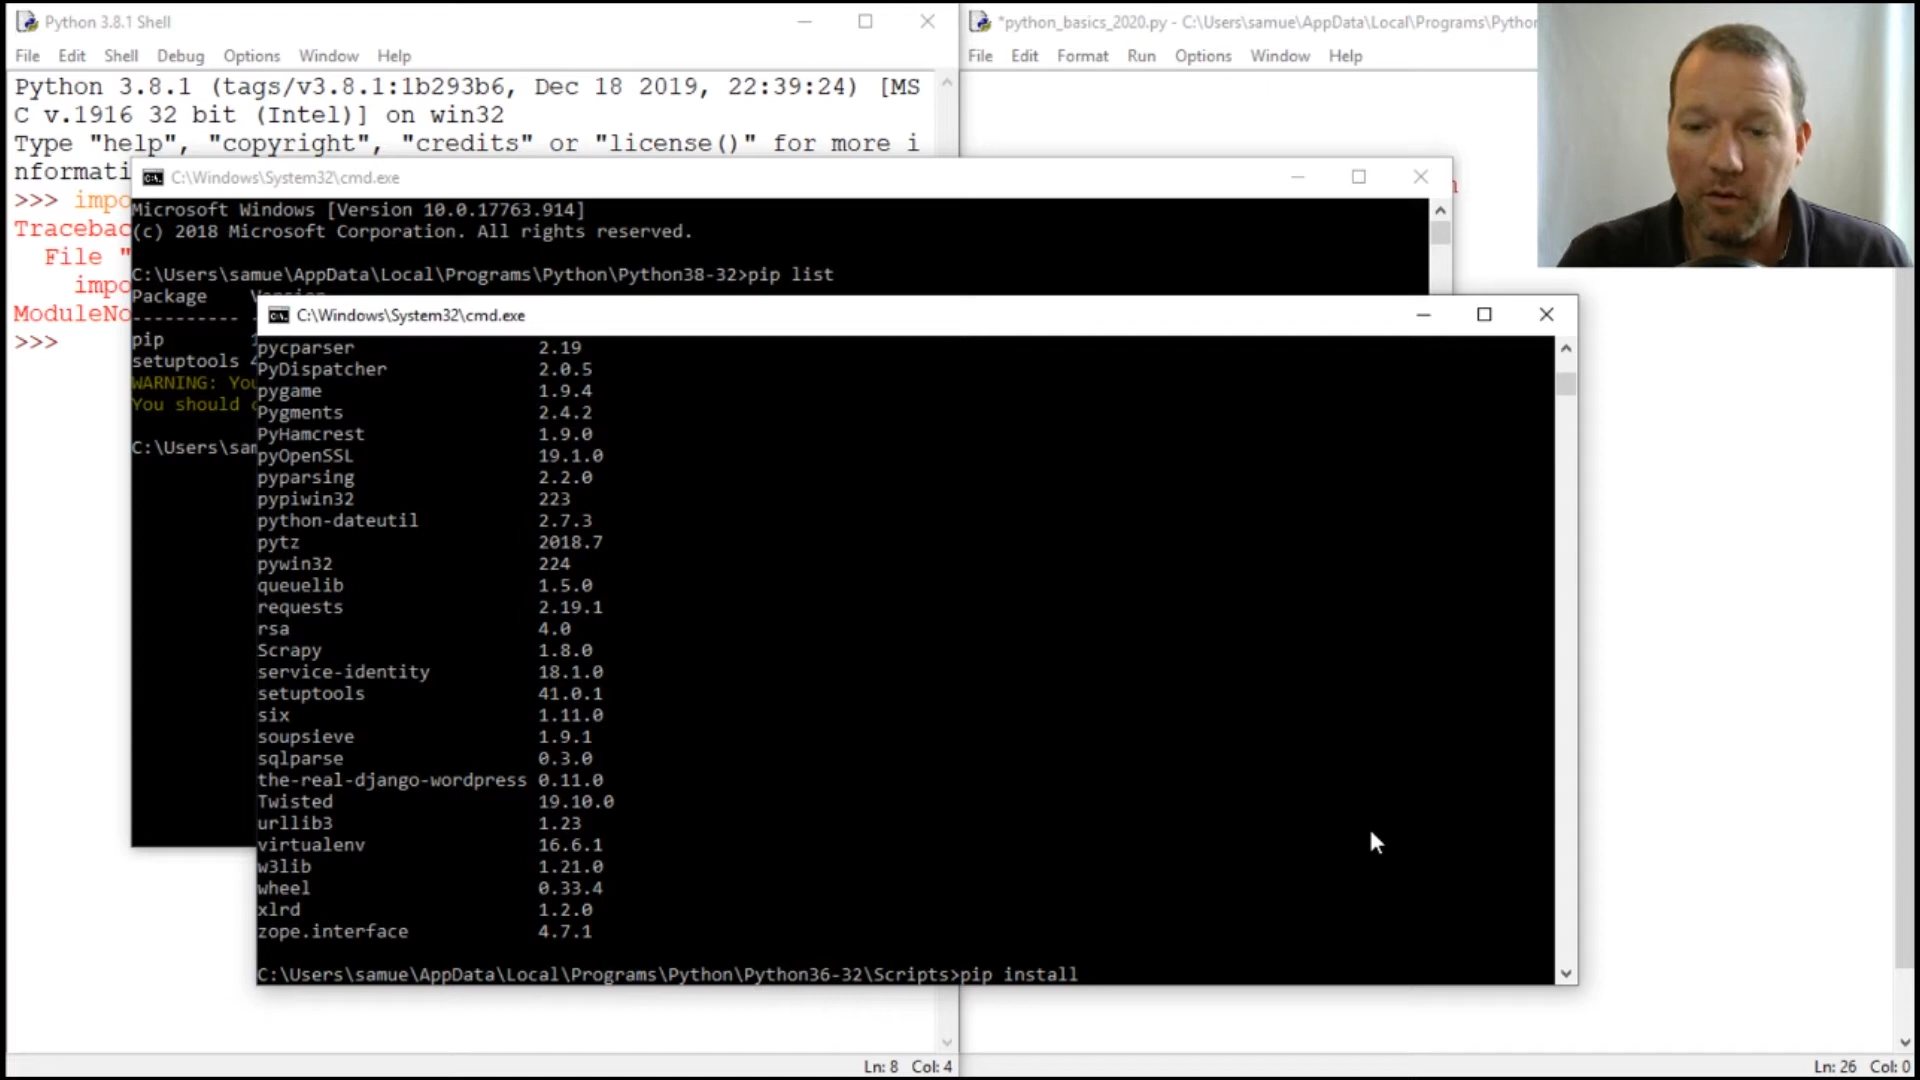 Python 3.8.1 Shell
File Edit Shell Debug Options Window Help
Python 3.8.1 (tags/v3.8.1:1b293b6, Dec 18 2019, 22:39:24) [MS
C v.1916 32 bit (Intel)] on win32
Type "help", "copyright", "credits" or "license()" for more i
nformati
>>> impo
Tracebac
File "
impo
ModuleNo
>>>
Ln: 8 Col: 4
*python_basics_2020.py - C:\Users\samue\AppData\Local\Programs\Python
File Edit Format Run Options Window Help
Ln: 26 Col: 0
C:\Windows\System32\cmd.exe
Microsoft Windows [Version 10.0.17763.914]
(c) 2018 Microsoft Corporation. All rights reserved.
C:\Users\samue\AppData\Local\Programs\Python\Python38-32>pip list
Package Version
----------
pip
setuptools 4
WARNING: You
You should
C:\Users\sam
C:\Windows\System32\cmd.exe
pycparser 2.19
PyDispatcher 2.0.5
pygame 1.9.4
Pygments 2.4.2
PyHamcrest 1.9.0
pyOpenSSL 19.1.0
pyparsing 2.2.0
pypiwin32 223
python-dateutil 2.7.3
pytz 2018.7
pywin32 224
queuelib 1.5.0
requests 2.19.1
rsa 4.0
Scrapy 1.8.0
service-identity 18.1.0
setuptools 41.0.1
six 1.11.0
soupsieve 1.9.1
sqlparse 0.3.0
the-real-django-wordpress 0.11.0
Twisted 19.10.0
urllib3 1.23
virtualenv 16.6.1
w3lib 1.21.0
wheel 0.33.4
xlrd 1.2.0
zope.interface 4.7.1
C:\Users\samue\AppData\Local\Programs\Python\Python36-32\Scripts>pip install